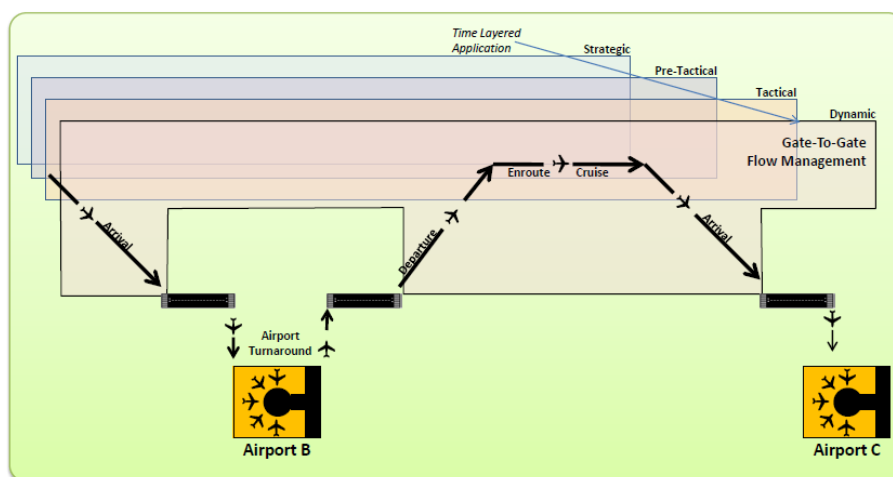 Time Layered
Application
Strategic
Pre-Tactical
Tactical
Dynamic
Gate-To-Gate
Flow Management
Enroute
Cruise
Arrival
Departure
Arrival
Airport
Turnaround
Airport B
Airport C